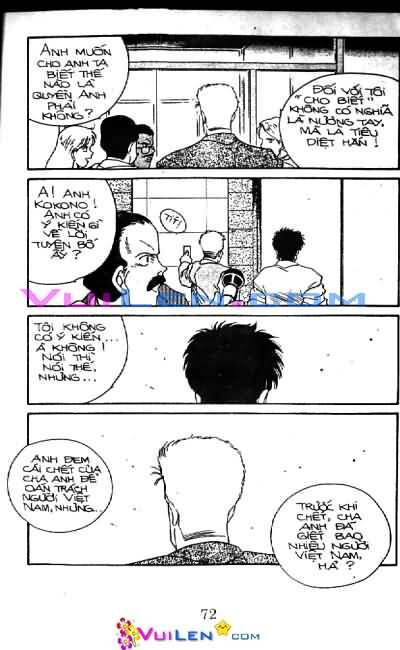 ANH MUỐN
CHO ANH TA
BIẾT THẾ
NÀO LÀ
QUYỀN ANH
PHẢI
KHÔNG?
ĐỐI VỚI TÔI
"CHO BIẾT"
KHÔNG CÓ NGHĨA
LÀ NƯƠNG TAY,
MÀ LÀ TIÊU
DIỆT HẮN!
A! ANH
KOKONO!
ANH CÓ
Ý KIẾN GÌ
VỀ LỜI
TUYÊN BỐ
ẤY?
VUILEN.COM
TÔI KHÔNG
CÓ Ý KIẾN...
À KHÔNG!
NÓI THÌ
NÓI THẾ,
NHƯNG...
ANH ĐEM
CÁI CHẾT CỦA
CHA ANH ĐỂ
OÁN TRÁCH
NGƯỜI VIỆT
NAM, NHƯNG...
TRƯỚC KHI
CHẾT, CHA
ANH ĐÃ
GIẾT BAO
NHIÊU NGƯỜI
VIỆT NAM,
HẢ?
72
VUILEN.COM